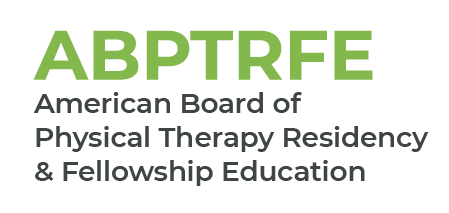 ABPTRFE
American Board of
Physical Therapy Residency
& Fellowship Education